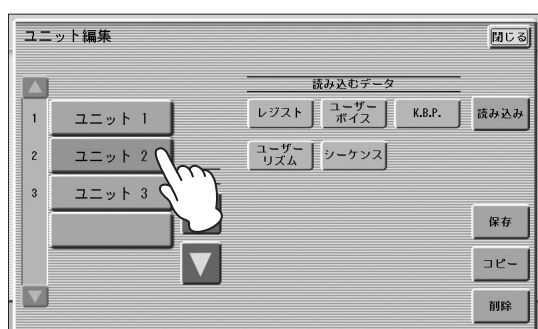 ユニット編集
閉じる
読み込むデータ
1
ユニット 1
レジスト
ユーザー
ボイス
K.B.P.
読み込み
2
ユニット 2
ユーザー
リズム
シーケンス
3
ユニット 3
保存
コピー
削除